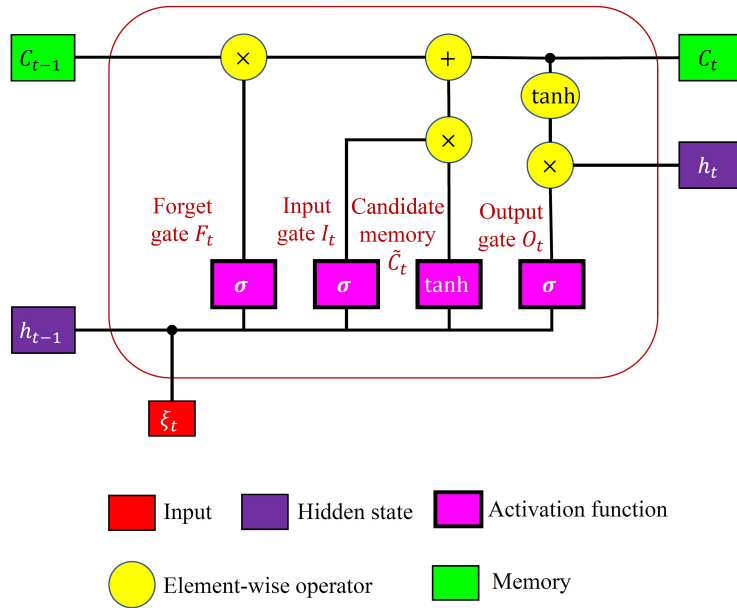 C_{t−1} × + C_t
tanh
× × h_t
Forget gate F_t
Input gate I_t
Candidate memory C̃_t
Output gate O_t
σ σ tanh σ
h_{t−1}
ξ_t
Input Hidden state Activation function
Element-wise operator Memory